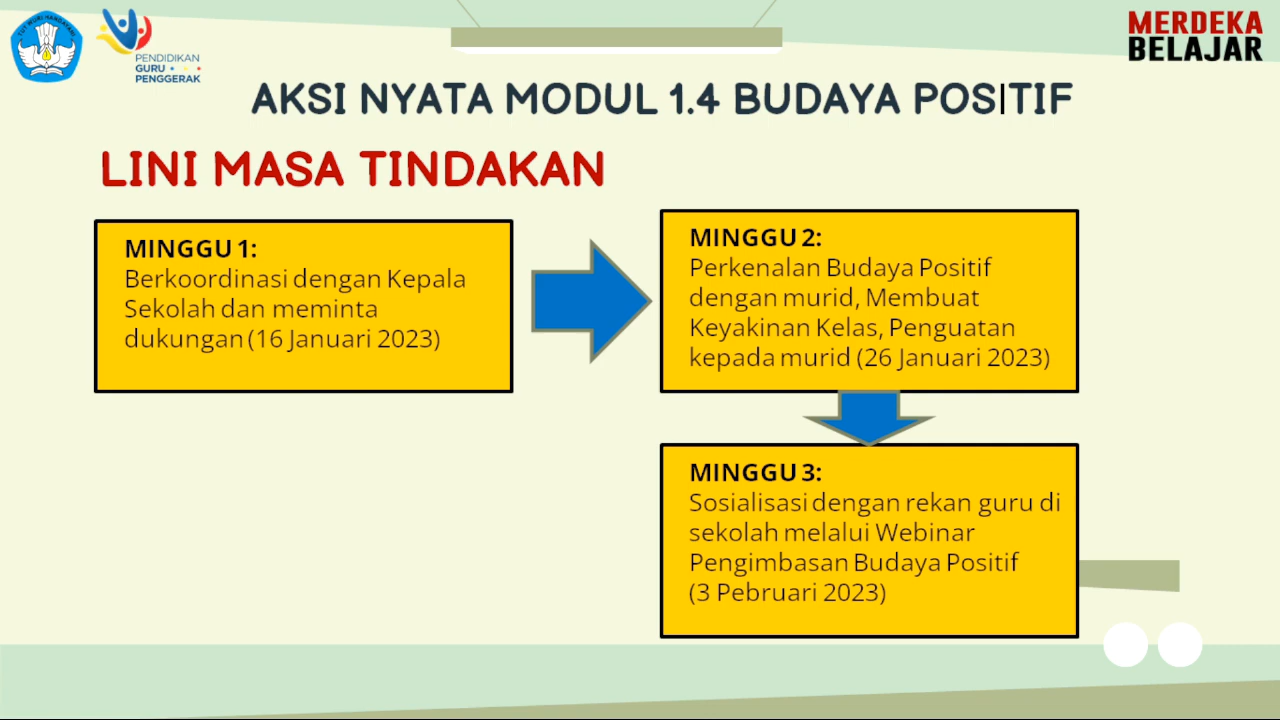 TUT WURI HANDAYANI
PENDIDIKAN
GURU
PENGGERAK
MERDEKA
BELAJAR
AKSI NYATA MODUL 1.4 BUDAYA POSITIF
LINI MASA TINDAKAN
MINGGU 1:
Berkoordinasi dengan Kepala
Sekolah dan meminta
dukungan (16 Januari 2023)
MINGGU 2:
Perkenalan Budaya Positif
dengan murid, Membuat
Keyakinan Kelas, Penguatan
kepada murid (26 Januari 2023)
MINGGU 3:
Sosialisasi dengan rekan guru di
sekolah melalui Webinar
Pengimbasan Budaya Positif
(3 Pebruari 2023)